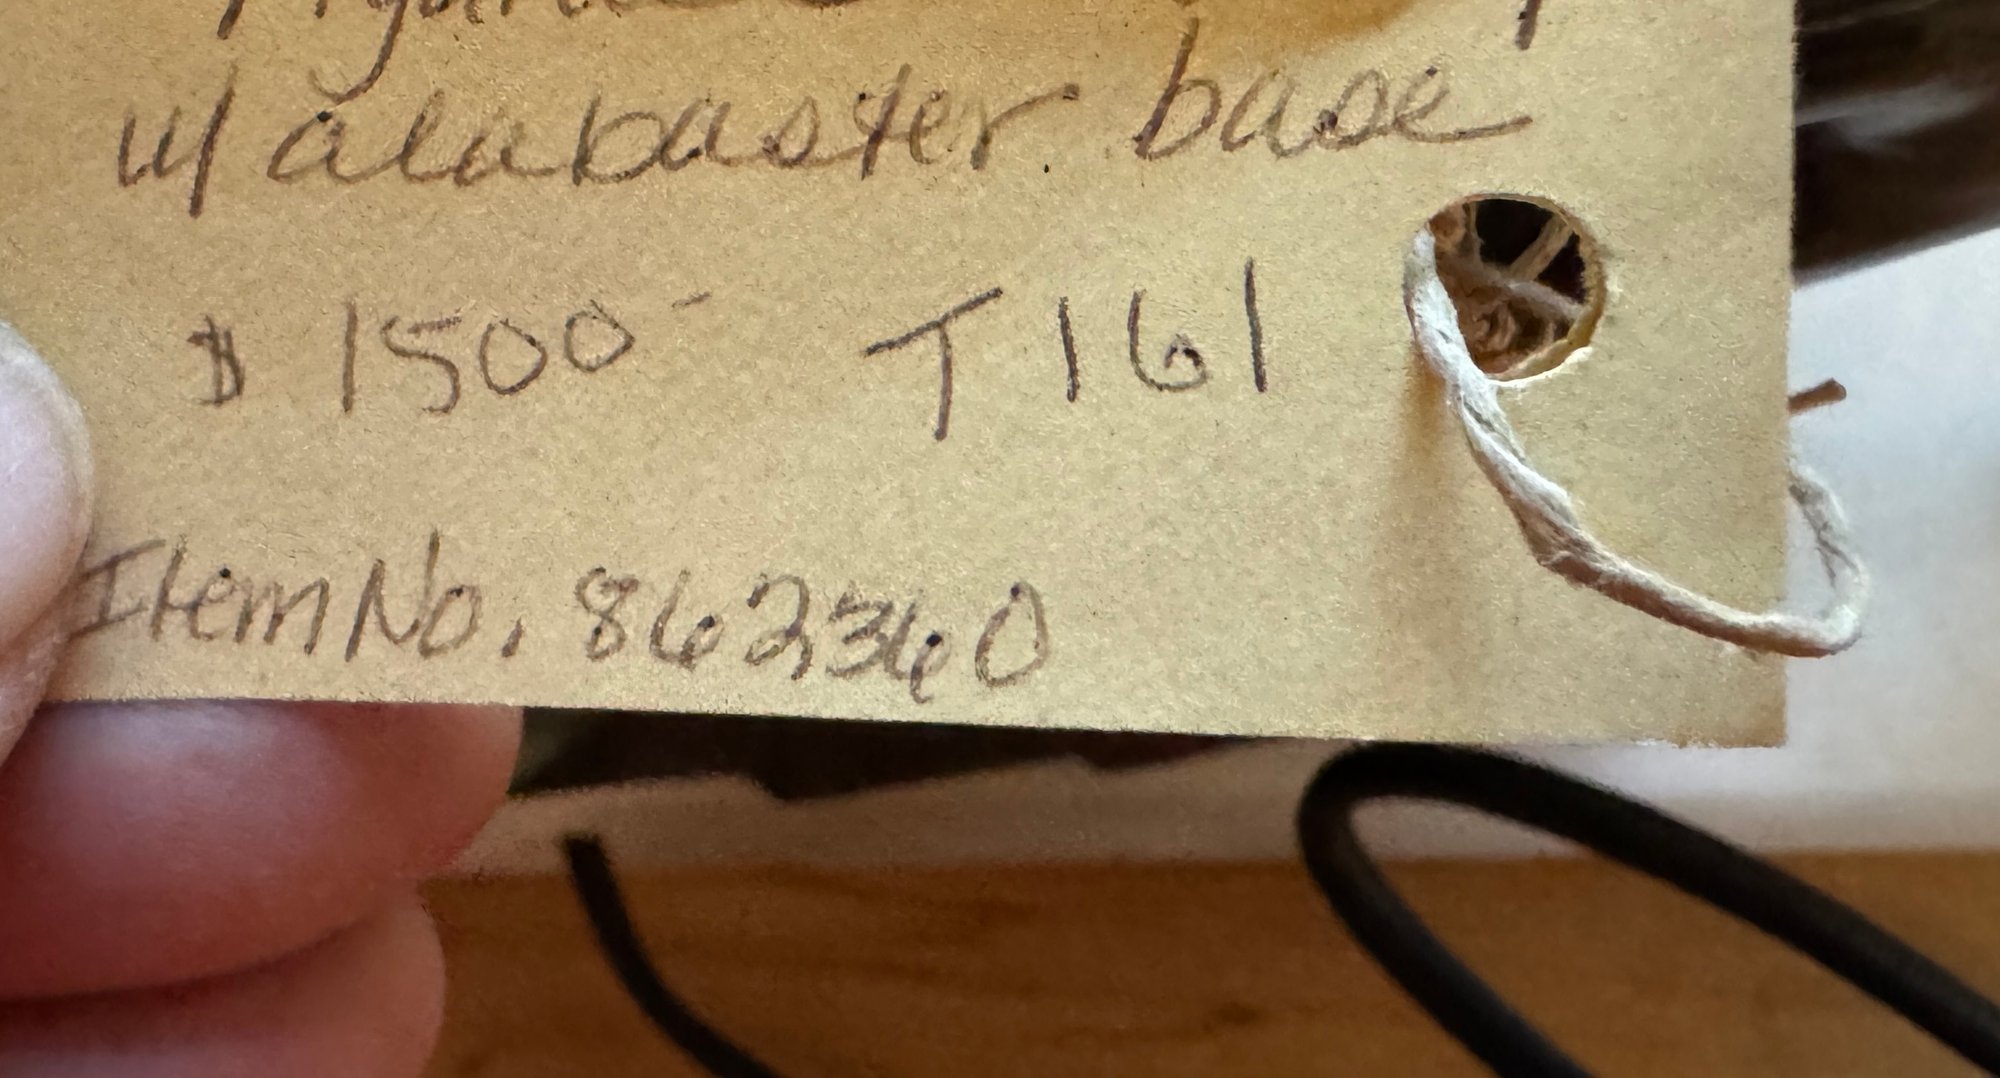 w/ alabaster base
$ 1500- T 161
Item No. 862360